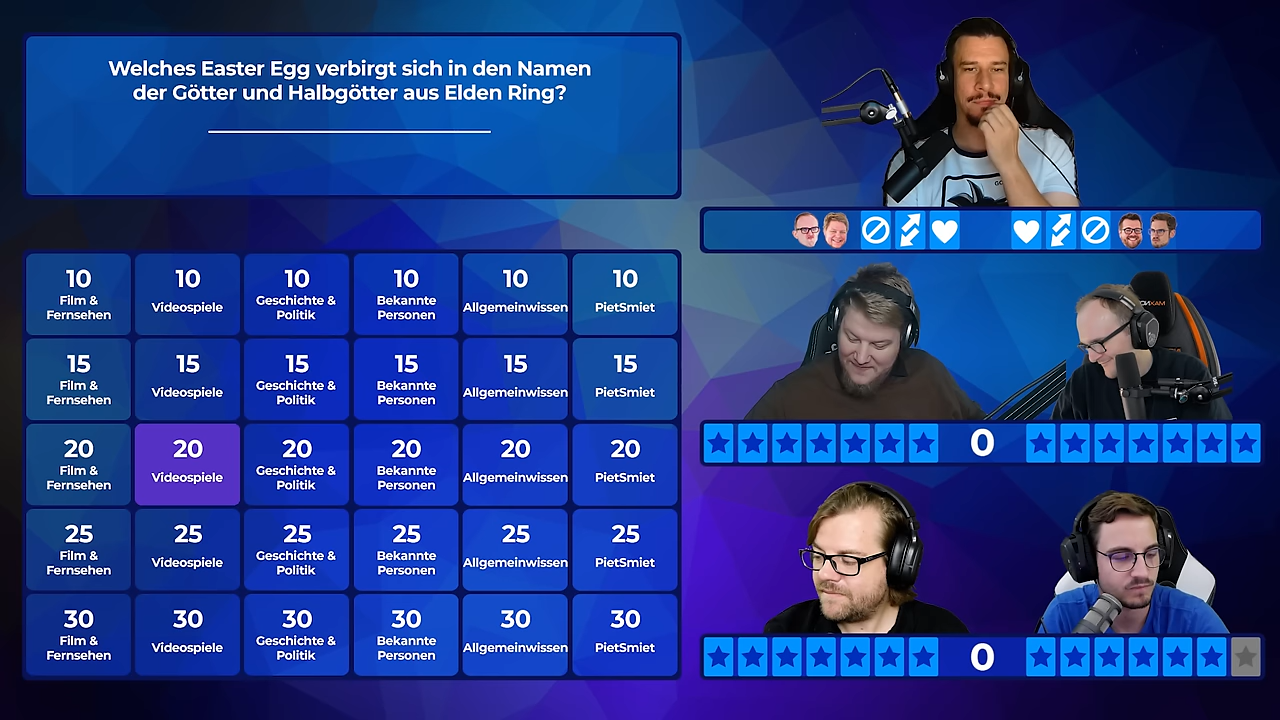 Welches Easter Egg verbirgt sich in den Namen
der Götter und Halbgötter aus Elden Ring?
10
Film &
Fernsehen
10
Videospiele
10
Geschichte &
Politik
10
Bekannte
Personen
10
Allgemeinwissen
10
PietSmiet
15
Film &
Fernsehen
15
Videospiele
15
Geschichte &
Politik
15
Bekannte
Personen
15
Allgemeinwissen
15
PietSmiet
20
Film &
Fernsehen
20
Videospiele
20
Geschichte &
Politik
20
Bekannte
Personen
20
Allgemeinwissen
20
PietSmiet
25
Film &
Fernsehen
25
Videospiele
25
Geschichte &
Politik
25
Bekannte
Personen
25
Allgemeinwissen
25
PietSmiet
30
Film &
Fernsehen
30
Videospiele
30
Geschichte &
Politik
30
Bekannte
Personen
30
Allgemeinwissen
30
PietSmiet
0
0